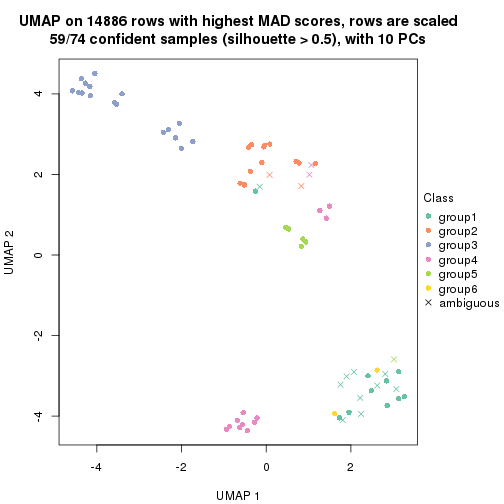 UMAP on 14886 rows with highest MAD scores, rows are scaled
59/74 confident samples (silhouette > 0.5), with 10 PCs
4
2
0
-2
-4
UMAP 2
-4
-2
0
2
UMAP 1
Class
group1
group2
group3
group4
group5
group6
ambiguous